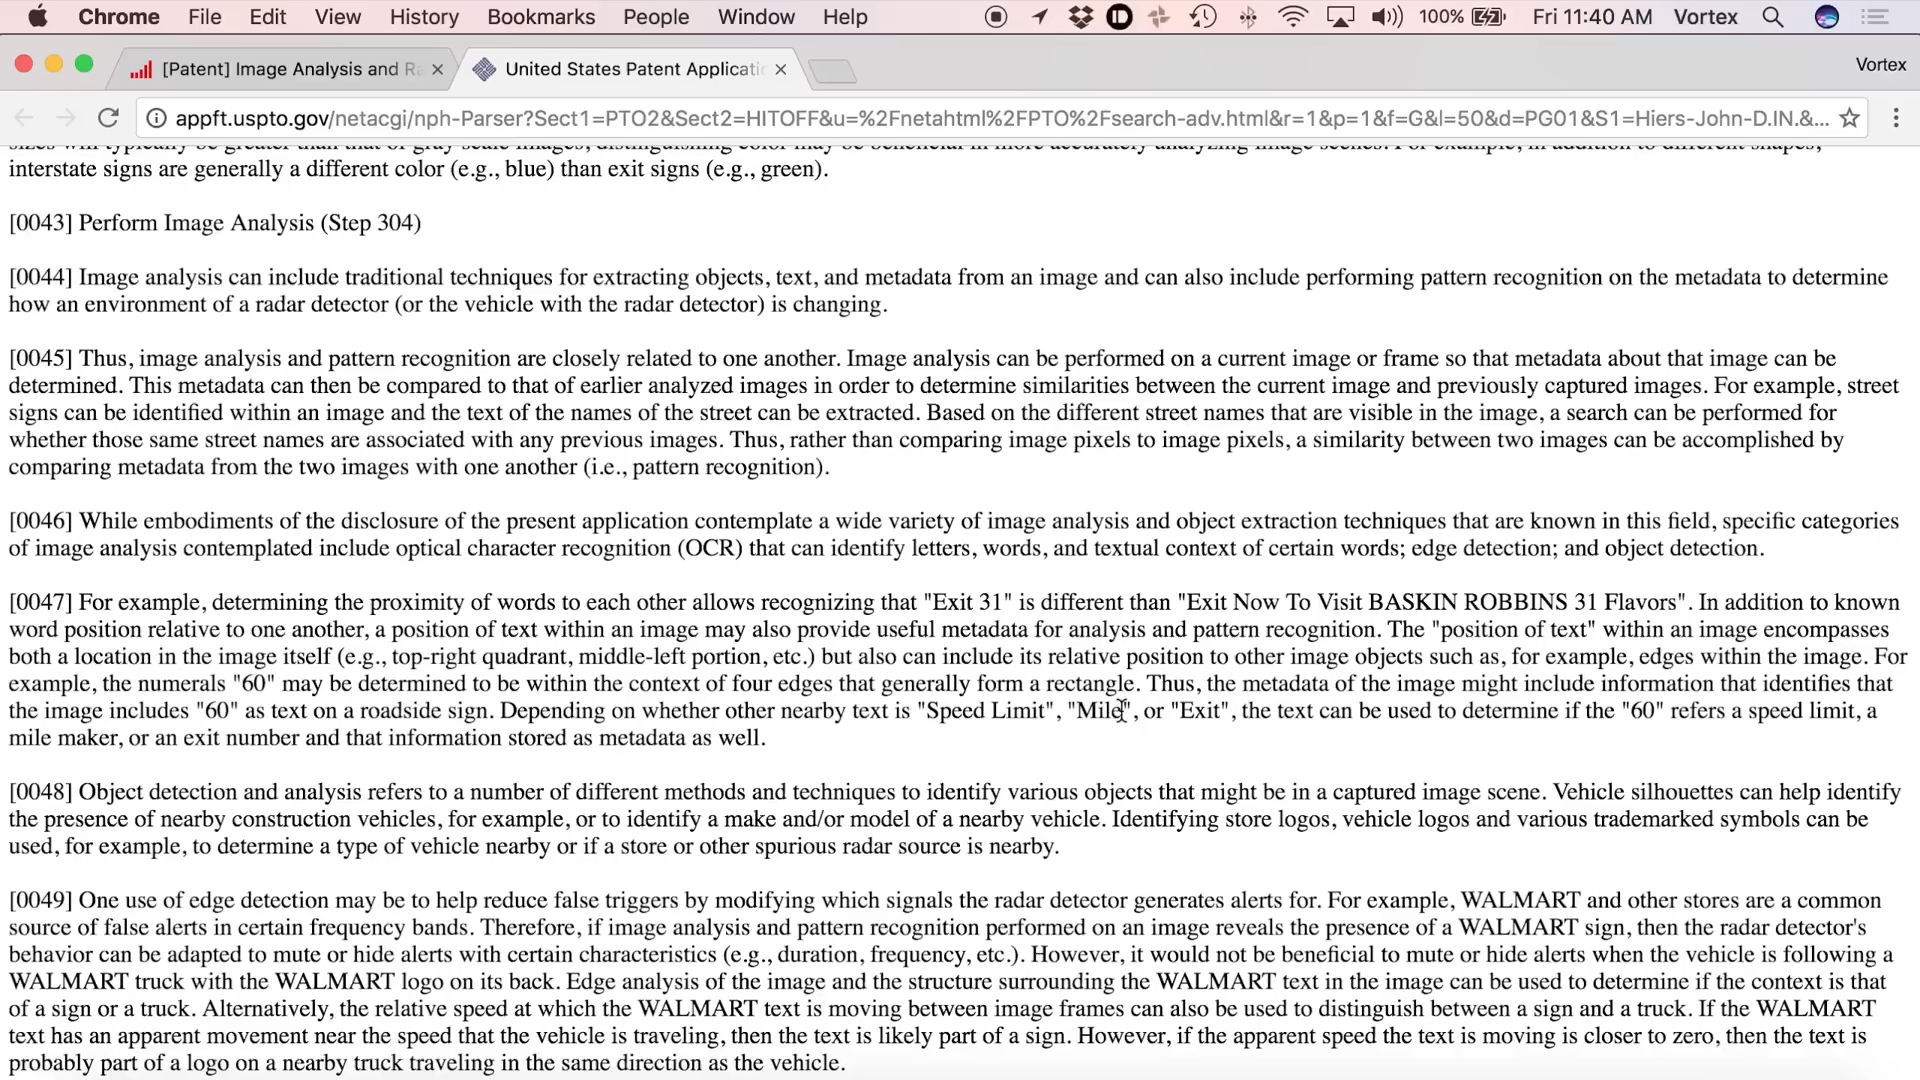 Chrome File Edit View History Bookmarks People Window Help 100% Fri 11:40 AM Vortex
[Patent] Image Analysis and Ra United States Patent Applicati Vortex
appft.uspto.gov/netacgi/nph-Parser?Sect1=PTO2&Sect2=HITOFF&u=%2Fnetahtml%2FPTO%2Fsearch-adv.html&r=1&p=1&f=G&l=50&d=PG01&S1=Hiers-John-D.IN.&...
sizes will typically be greater than that of gray scale images, distinguishing color may be beneficial in more accurately analyzing image scenes. For example, in addition to different shapes,
interstate signs are generally a different color (e.g., blue) than exit signs (e.g., green).
[0043] Perform Image Analysis (Step 304)
[0044] Image analysis can include traditional techniques for extracting objects, text, and metadata from an image and can also include performing pattern recognition on the metadata to determine
how an environment of a radar detector (or the vehicle with the radar detector) is changing.
[0045] Thus, image analysis and pattern recognition are closely related to one another. Image analysis can be performed on a current image or frame so that metadata about that image can be
determined. This metadata can then be compared to that of earlier analyzed images in order to determine similarities between the current image and previously captured images. For example, street
signs can be identified within an image and the text of the names of the street can be extracted. Based on the different street names that are visible in the image, a search can be performed for
whether those same street names are associated with any previous images. Thus, rather than comparing image pixels to image pixels, a similarity between two images can be accomplished by
comparing metadata from the two images with one another (i.e., pattern recognition).
[0046] While embodiments of the disclosure of the present application contemplate a wide variety of image analysis and object extraction techniques that are known in this field, specific categories
of image analysis contemplated include optical character recognition (OCR) that can identify letters, words, and textual context of certain words; edge detection; and object detection.
[0047] For example, determining the proximity of words to each other allows recognizing that "Exit 31" is different than "Exit Now To Visit BASKIN ROBBINS 31 Flavors". In addition to known
word position relative to one another, a position of text within an image may also provide useful metadata for analysis and pattern recognition. The "position of text" within an image encompasses
both a location in the image itself (e.g., top-right quadrant, middle-left portion, etc.) but also can include its relative position to other image objects such as, for example, edges within the image. For
example, the numerals "60" may be determined to be within the context of four edges that generally form a rectangle. Thus, the metadata of the image might include information that identifies that
the image includes "60" as text on a roadside sign. Depending on whether other nearby text is "Speed Limit", "Mile", or "Exit", the text can be used to determine if the "60" refers a speed limit, a
mile maker, or an exit number and that information stored as metadata as well.
[0048] Object detection and analysis refers to a number of different methods and techniques to identify various objects that might be in a captured image scene. Vehicle silhouettes can help identify
the presence of nearby construction vehicles, for example, or to identify a make and/or model of a nearby vehicle. Identifying store logos, vehicle logos and various trademarked symbols can be
used, for example, to determine a type of vehicle nearby or if a store or other spurious radar source is nearby.
[0049] One use of edge detection may be to help reduce false triggers by modifying which signals the radar detector generates alerts for. For example, WALMART and other stores are a common
source of false alerts in certain frequency bands. Therefore, if image analysis and pattern recognition performed on an image reveals the presence of a WALMART sign, then the radar detector's
behavior can be adapted to mute or hide alerts with certain characteristics (e.g., duration, frequency, etc.). However, it would not be beneficial to mute or hide alerts when the vehicle is following a
WALMART truck with the WALMART logo on its back. Edge analysis of the image and the structure surrounding the WALMART text in the image can be used to determine if the context is that
of a sign or a truck. Alternatively, the relative speed at which the WALMART text is moving between image frames can also be used to distinguish between a sign and a truck. If the WALMART
text has an apparent movement near the speed that the vehicle is traveling, then the text is likely part of a sign. However, if the apparent speed the text is moving is closer to zero, then the text is
probably part of a logo on a nearby truck traveling in the same direction as the vehicle.